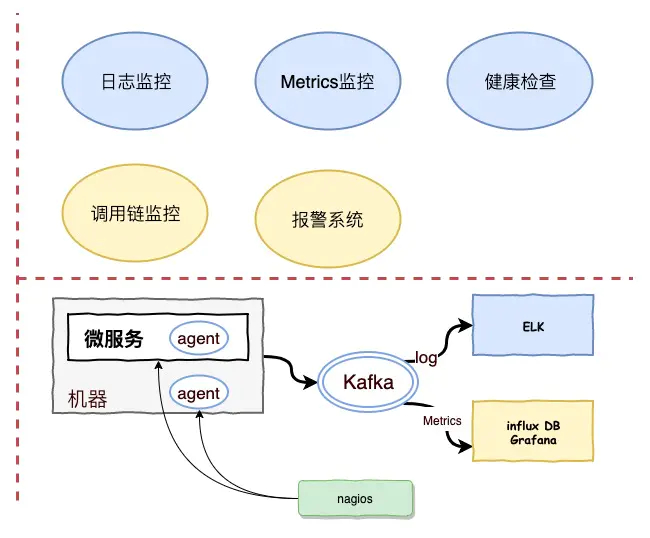 日志监控
Metrics监控
健康检查
调用链监控
报警系统
微服务
agent
机器
agent
Kafka
log
Metrics
ELK
influx DB
Grafana
nagios